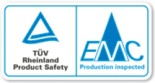 TÜV
Rheinland
Product Safety
EMC
Production inspected